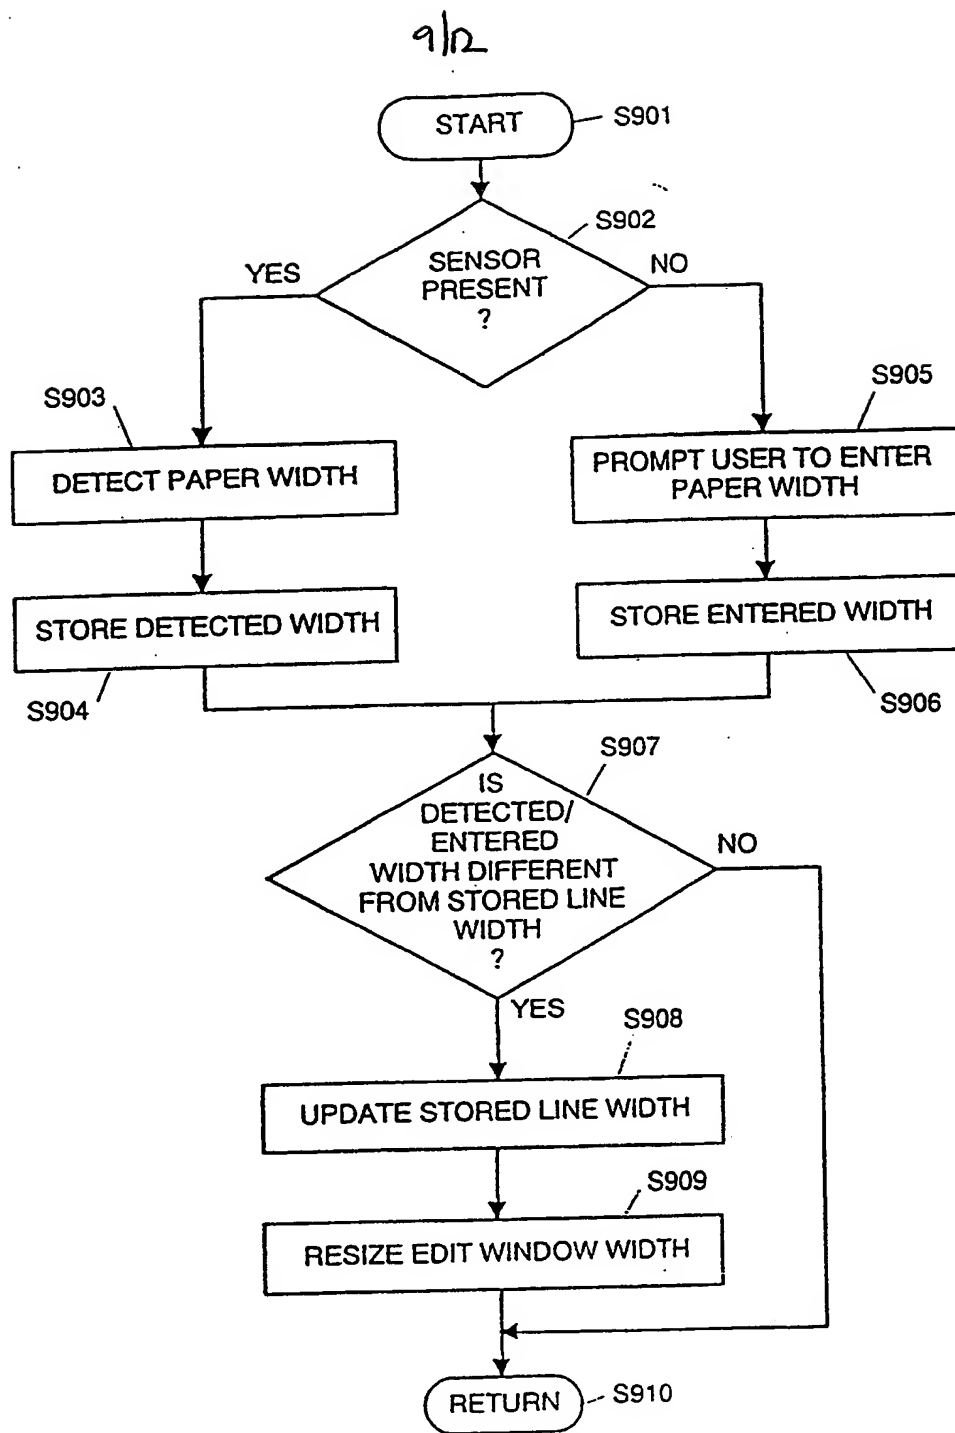 9/12
START
S901
S902
SENSOR
PRESENT
?
YES
NO
S903
S905
DETECT PAPER WIDTH
PROMPT USER TO ENTER
PAPER WIDTH
STORE DETECTED WIDTH
STORE ENTERED WIDTH
S904
S906
S907
IS
DETECTED/
ENTERED
WIDTH DIFFERENT
FROM STORED LINE
WIDTH
?
NO
YES
S908
UPDATE STORED LINE WIDTH
S909
RESIZE EDIT WINDOW WIDTH
RETURN
S910